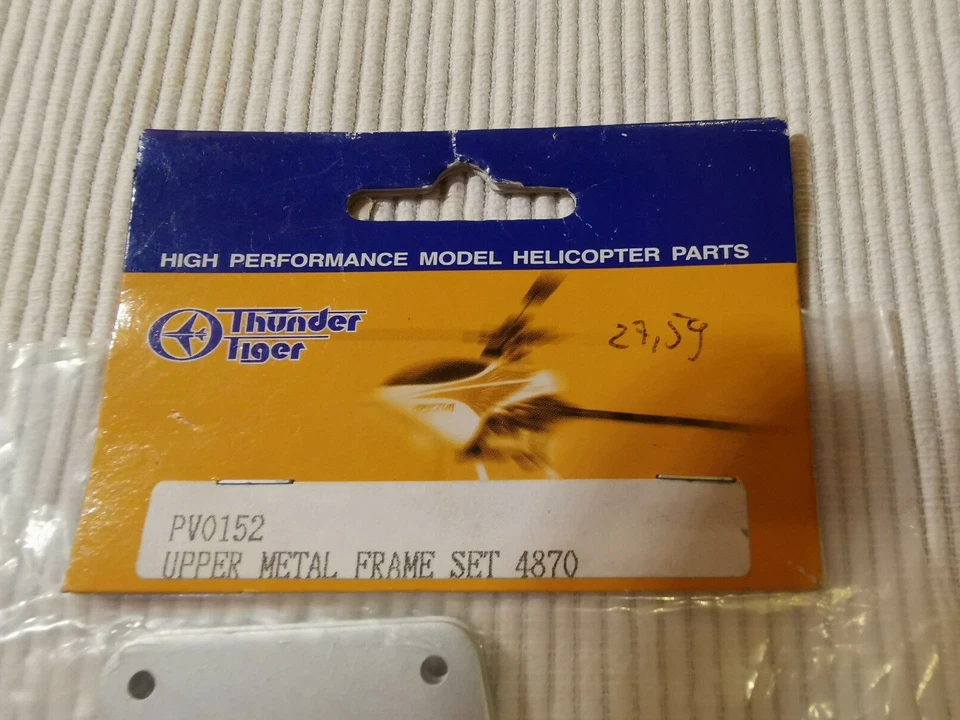 HIGH PERFORMANCE MODEL HELICOPTER PARTS
Thunder
Tiger
27,59
PV0152
UPPER METAL FRAME SET 4870